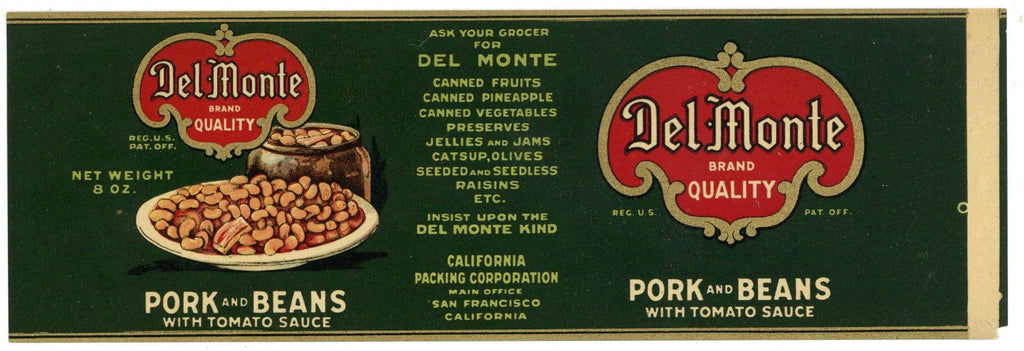 Del Monte
BRAND
QUALITY
REG. U.S.
PAT. OFF.
NET WEIGHT
8 OZ.
PORK AND BEANS
WITH TOMATO SAUCE
ASK YOUR GROCER
FOR
DEL MONTE
CANNED FRUITS
CANNED PINEAPPLE
CANNED VEGETABLES
PRESERVES
JELLIES AND JAMS
CATSUP, OLIVES
SEEDED AND SEEDLESS
RAISINS
ETC.
INSIST UPON THE
DEL MONTE KIND
CALIFORNIA
PACKING CORPORATION
MAIN OFFICE
SAN FRANCISCO
CALIFORNIA
Del Monte
BRAND
QUALITY
REG. U.S. PAT. OFF.
PORK AND BEANS
WITH TOMATO SAUCE